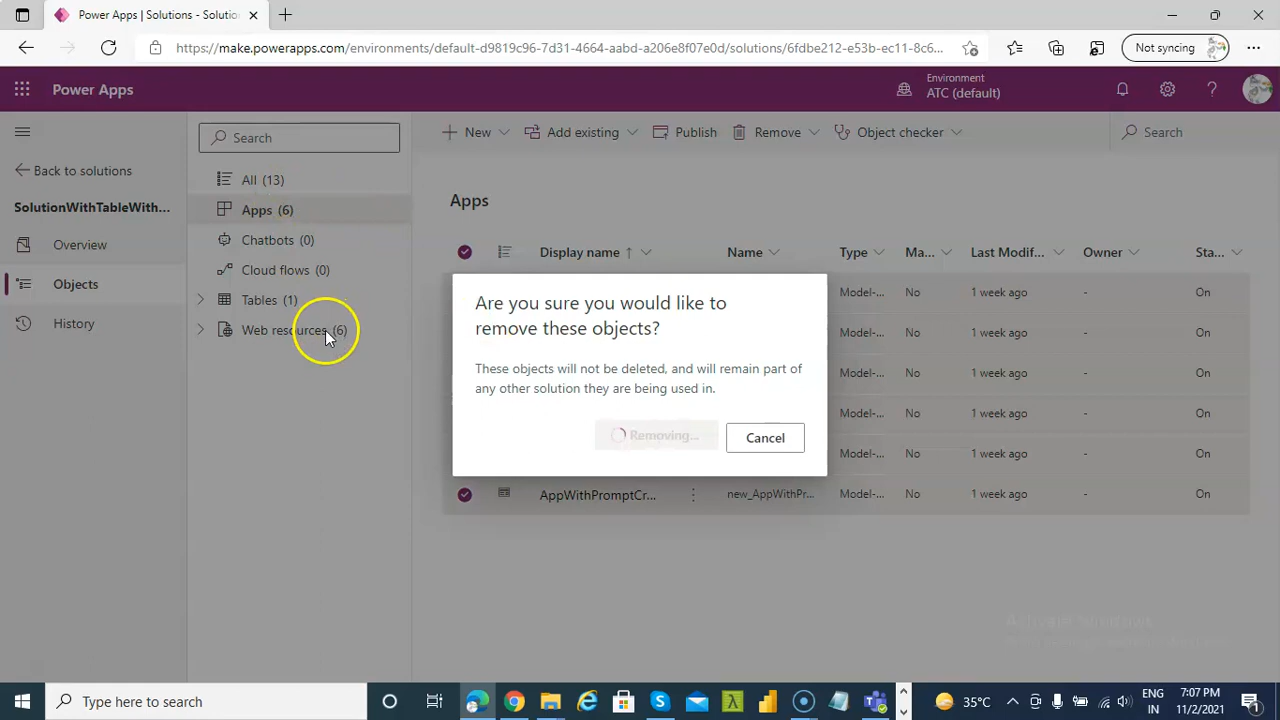 Power Apps | Solutions - Solutio
https://make.powerapps.com/environments/default-d9819c96-7d31-4664-aabd-a206e8f07e0d/solutions/6fdbe212-e53b-ec11-8c6...
Not syncing
Power Apps
Environment
ATC (default)
Search
New
Add existing
Publish
Remove
Object checker
Search
Back to solutions
SolutionWithTableWith...
Overview
Objects
History
All (13)
Apps (6)
Chatbots (0)
Cloud flows (0)
Tables (1)
Web resources (6)
Apps
Display name ↑ Name Type Ma... Last Modif... Owner Sta...
Model-... No 1 week ago - On
Model-... No 1 week ago - On
Model-... No 1 week ago - On
Model-... No 1 week ago - On
Model-... No 1 week ago - On
AppWithPromptCr... new_AppWithPr... Model-... No 1 week ago - On
Are you sure you would like to
remove these objects?
These objects will not be deleted, and will remain part of
any other solution they are being used in.
Removing...
Cancel
Activate Windows
Type here to search
35°C
ENG
IN
7:07 PM
11/2/2021
1